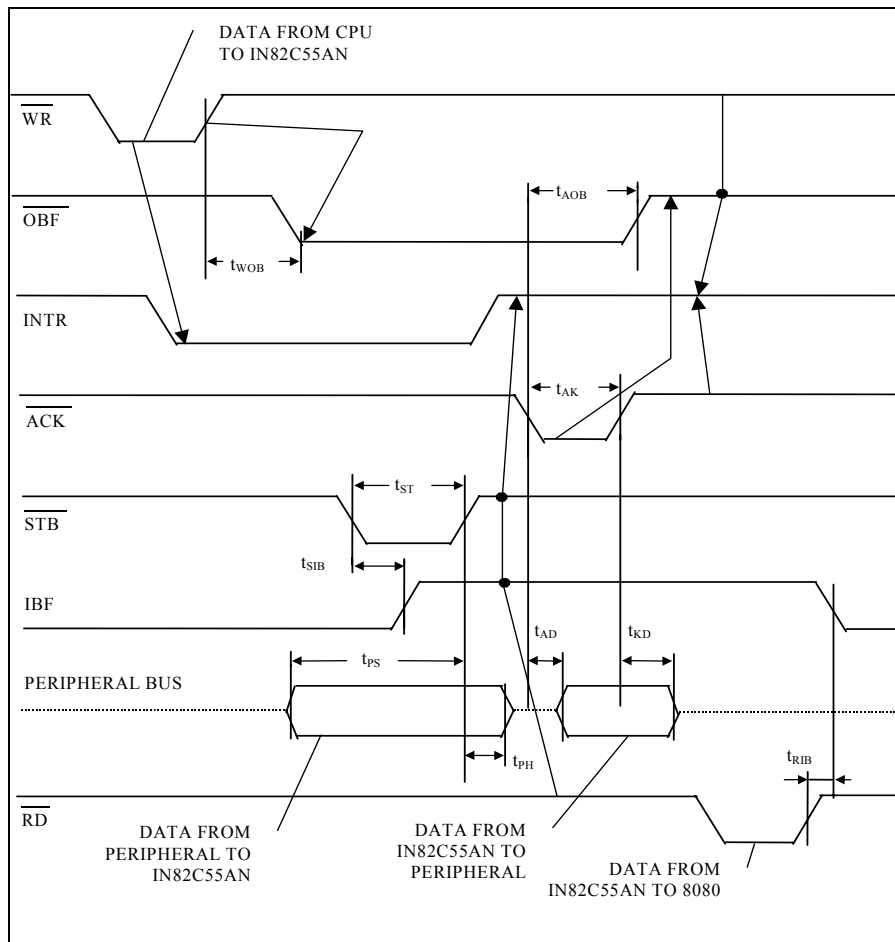 DATA FROM CPU
TO IN82C55AN
WR
tAOB
OBF
tWOB
INTR
tAK
ACK
tST
STB
tSIB
IBF
tAD
tKD
tPS
PERIPHERAL BUS
tPH
tRIB
RD
DATA FROM
PERIPHERAL TO
IN82C55AN
DATA FROM
IN82C55AN TO
PERIPHERAL
DATA FROM
IN82C55AN TO 8080